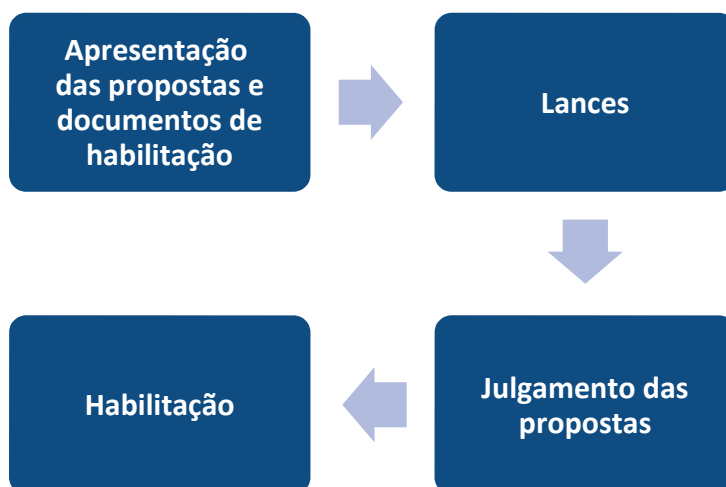 Apresentação
das propostas e
documentos de
habilitação
Lances
Julgamento das
propostas
Habilitação